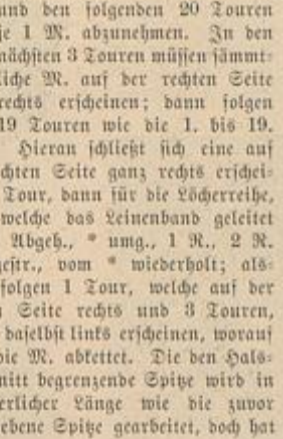 und den folgenden 20 Touren
je 1 M. abzunehmen. In den
nächsten 3 Touren müssen sämmt-
liche M. auf der rechten Seite
rechts erscheinen; dann folgen
19 Touren wie die 1. bis 19.
Hieran schließt sich eine auf
chten Seite ganz rechts erschei-
Tour, dann für die Löcherreihe,
welche das Leinenband geleitet
Abgeh., * umg., 1 R., 2 R.
gestr., vom * wiederholt; als-
folgen 1 Tour, welche auf der
Seite rechts und 3 Touren,
daselbst links erscheinen, worauf
die M. abkettet. Die den Hals-
nitt begrenzende Spitze wird in
erlicher Länge wie die zuvor
ebene Spitze gearbeitet, doch hat